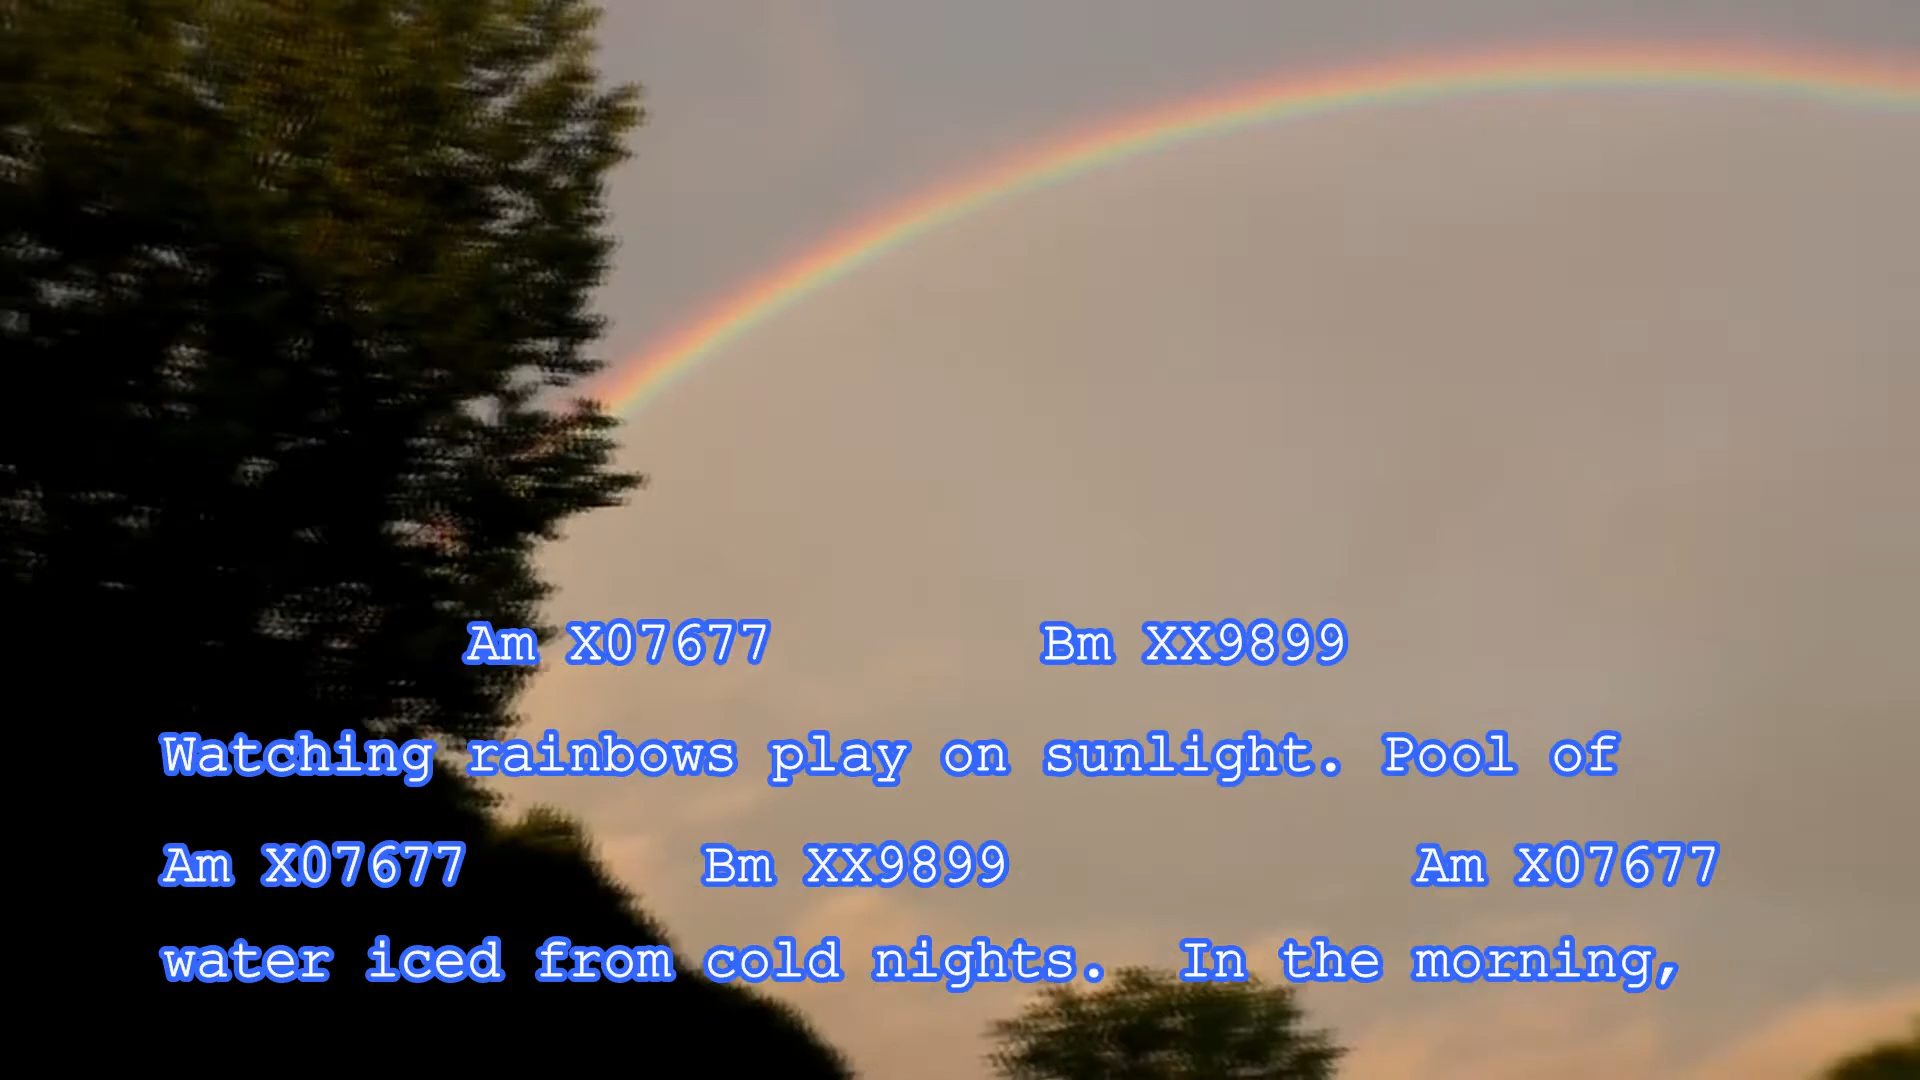 Am X07677 Bm XX9899
Watching rainbows play on sunlight. Pool of
Am X07677 Bm XX9899 Am X07677
water iced from cold nights. In the morning,